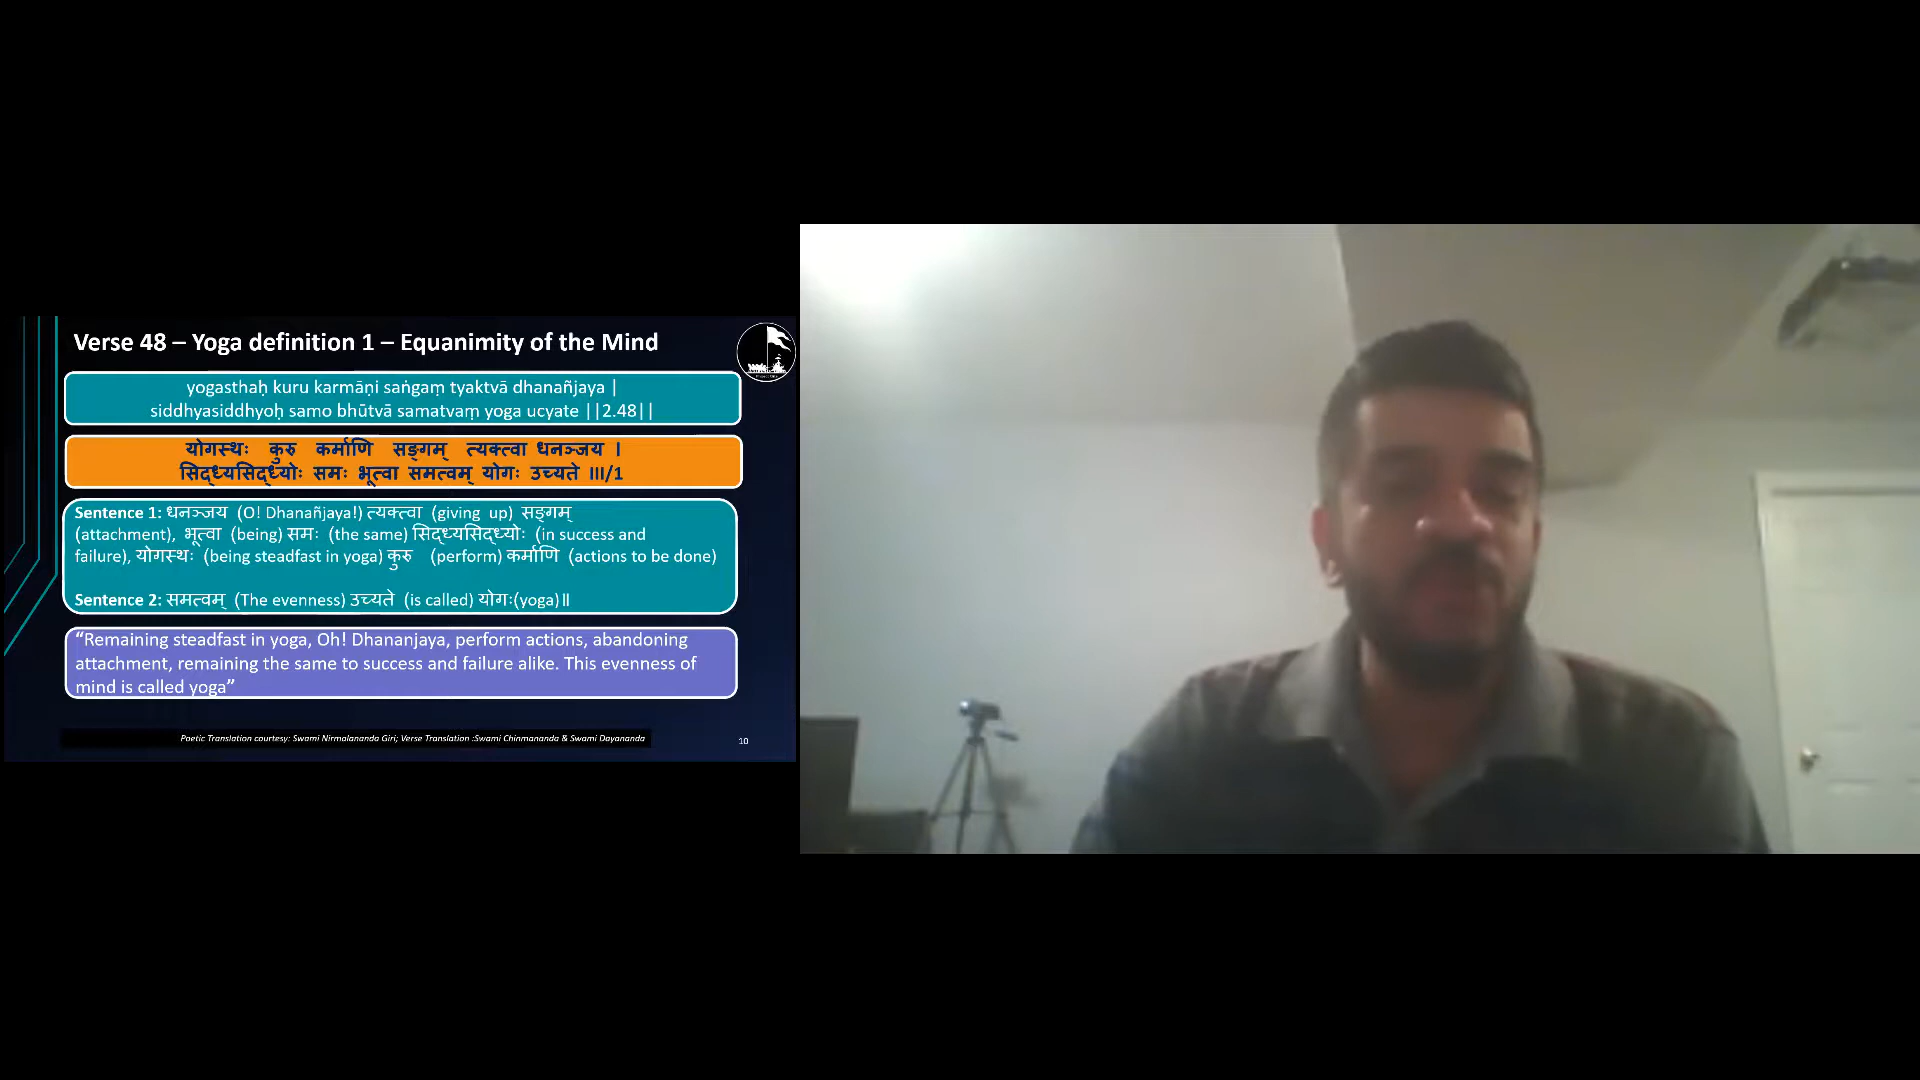 Verse 48 – Yoga definition 1 – Equanimity of the Mind
yogasthaḥ kuru karmāṇi saṅgaṃ tyaktvā dhanañjaya |
siddhyasiddhyoḥ samo bhūtvā samatvaṃ yoga ucyate ||2.48||
योगस्थः कुरु कर्माणि सङ्गम् त्यक्त्वा धनञ्जय ।
सिद्ध्यसिद्ध्योः समः भूत्वा समत्वम् योगः उच्यते III/1
Sentence 1: धनञ्जय (O! Dhanañjaya!) त्यक्त्वा (giving up) सङ्गम्
(attachment), भूत्वा (being) समः (the same) सिद्ध्यसिद्ध्योः (in success and
failure), योगस्थः (being steadfast in yoga) कुरु (perform) कर्माणि (actions to be done)
Sentence 2: समत्वम् (The evenness) उच्यते (is called) योगः(yoga)॥
“Remaining steadfast in yoga, Oh! Dhananjaya, perform actions, abandoning
attachment, remaining the same to success and failure alike. This evenness of
mind is called yoga”
Poetic Translation courtesy: Swami Nirmalananda Giri; Verse Translation :Swami Chinmananda & Swami Dayananda
10